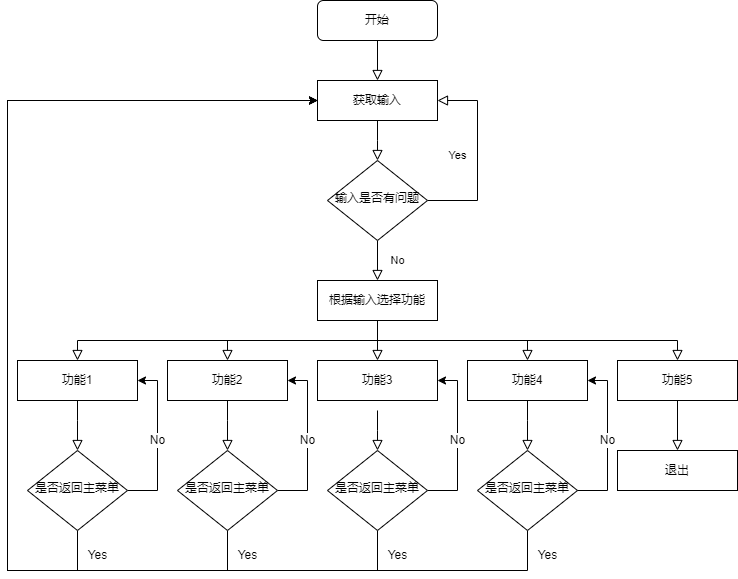 开始
获取输入
Yes
输入是否有问题
No
根据输入选择功能
功能1
功能2
功能3
功能4
功能5
No
No
No
No
是否返回主菜单
是否返回主菜单
是否返回主菜单
是否返回主菜单
退出
Yes
Yes
Yes
Yes